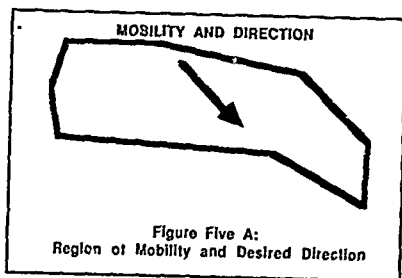 MOBILITY AND DIRECTION
Figure Five A:
Region of Mobility and Desired Direction